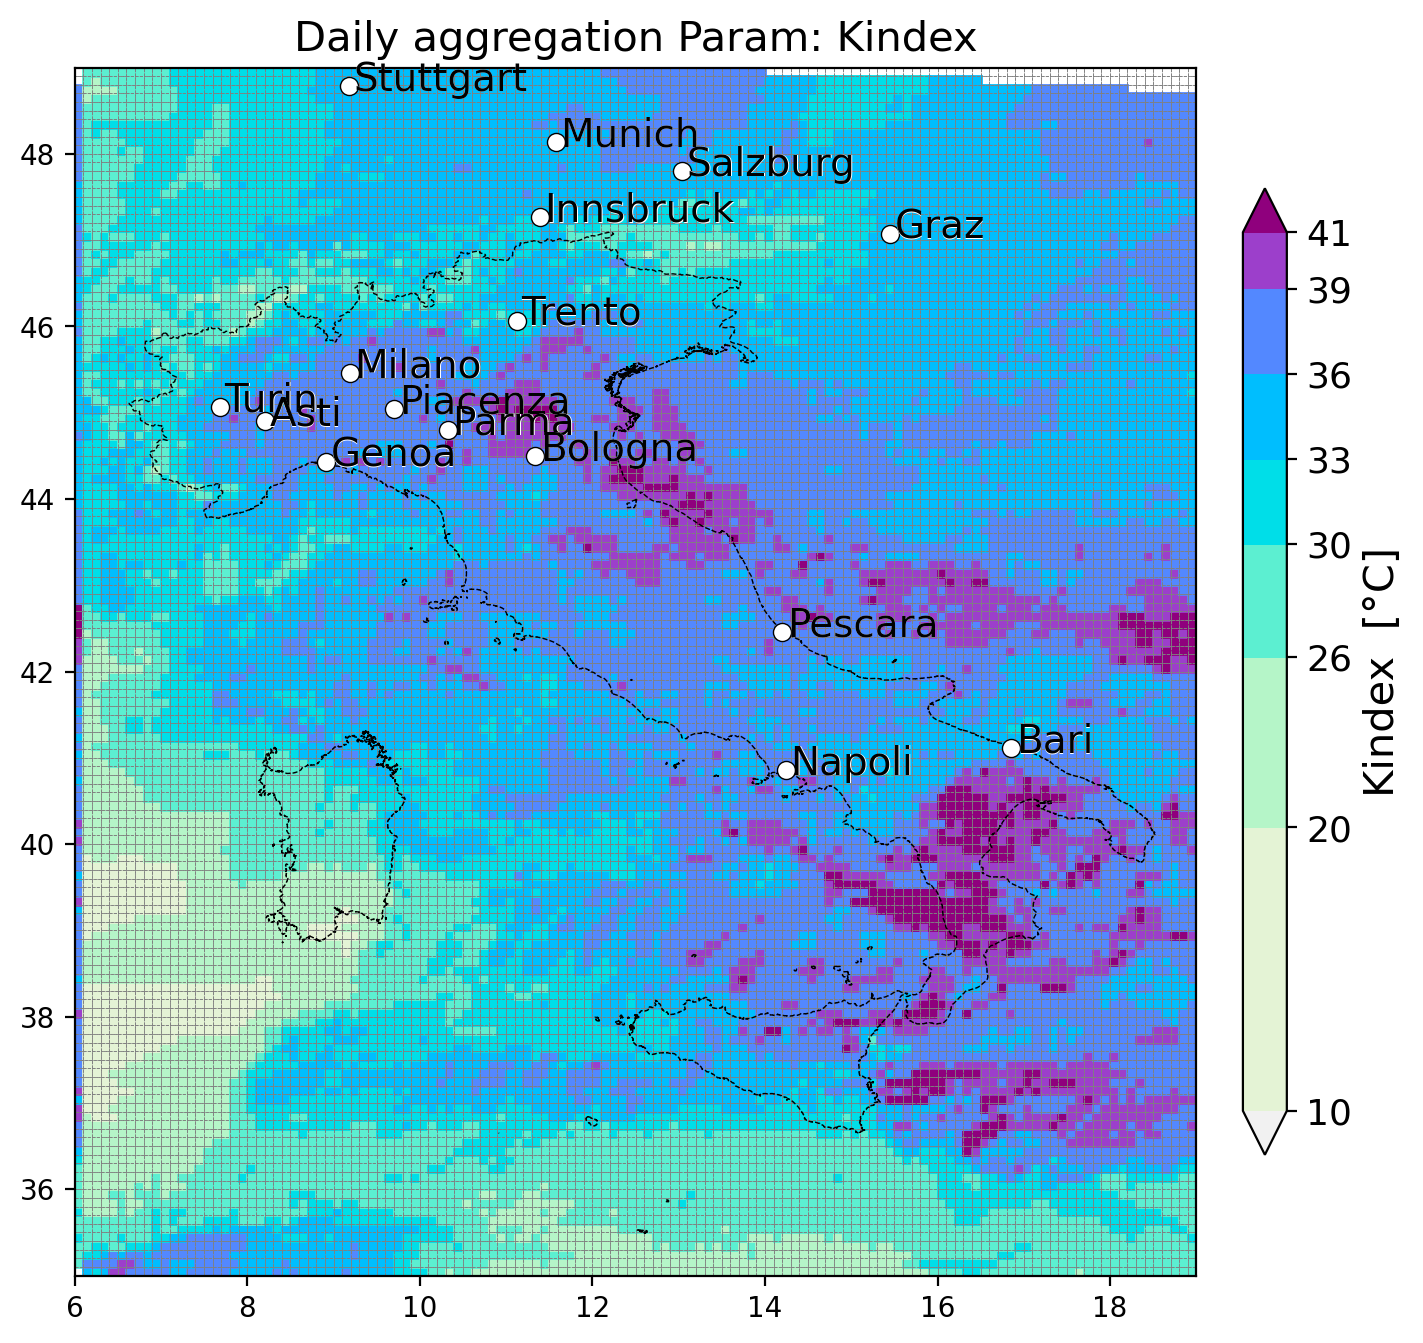 Daily aggregation Param: Kindex
Stuttgart
Munich
Salzburg
Innsbruck
Graz
Trento
Milano
Turin
Asti
Piacenza
Parma
Genoa
Bologna
Pescara
Bari
Napoli
48
46
44
42
40
38
36
6
8
10
12
14
16
18
41
39
36
33
30
26
20
10
Kindex [°C]